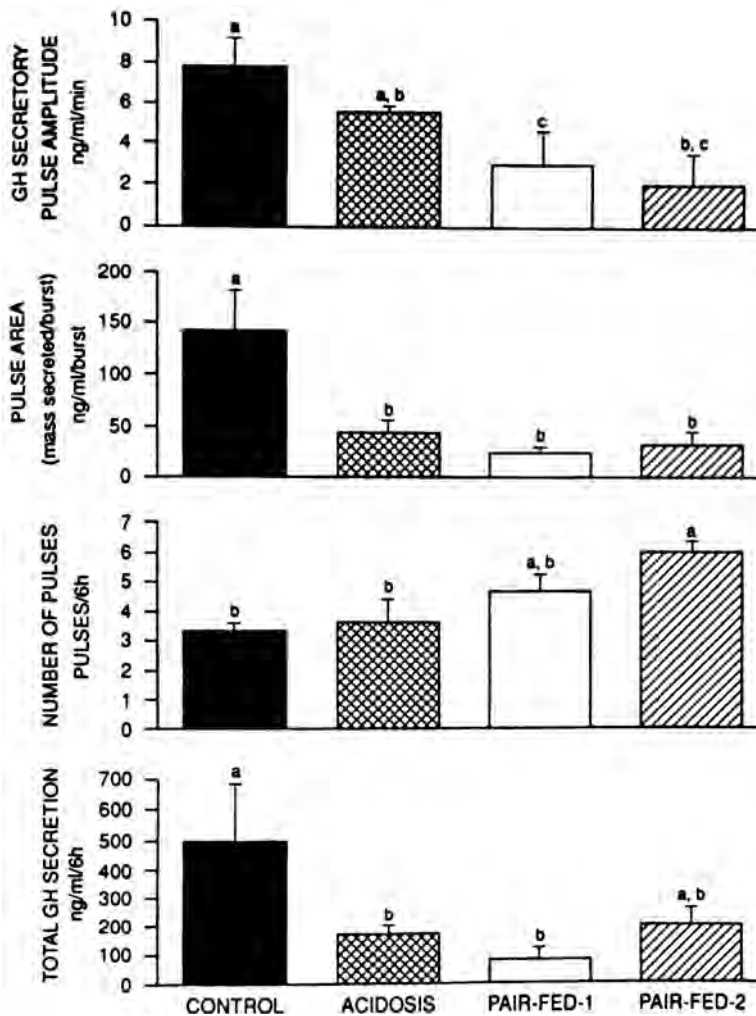 GH SECRETORY
PULSE AMPLITUDE
ng/ml/min
10
8
6
4
2
0
a
a, b
c
b, c
PULSE AREA
(mass secreted/burst)
ng/ml/burst
200
150
100
50
0
a
b
b
b
NUMBER OF PULSES
PULSES/6h
7
6
5
4
3
2
1
0
b
b
a, b
a
TOTAL GH SECRETION
ng/ml/6h
700
600
500
400
300
200
100
0
a
b
b
a, b
CONTROL
ACIDOSIS
PAIR-FED-1
PAIR-FED-2